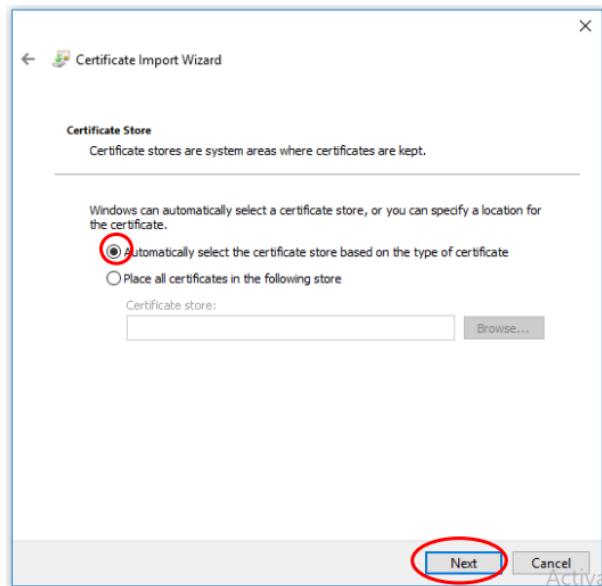 Certificate Import Wizard
Certificate Store
Certificate stores are system areas where certificates are kept.
Windows can automatically select a certificate store, or you can specify a location for
the certificate.
Automatically select the certificate store based on the type of certificate
Place all certificates in the following store
Certificate store:
Browse...
Next
Cancel
Activa